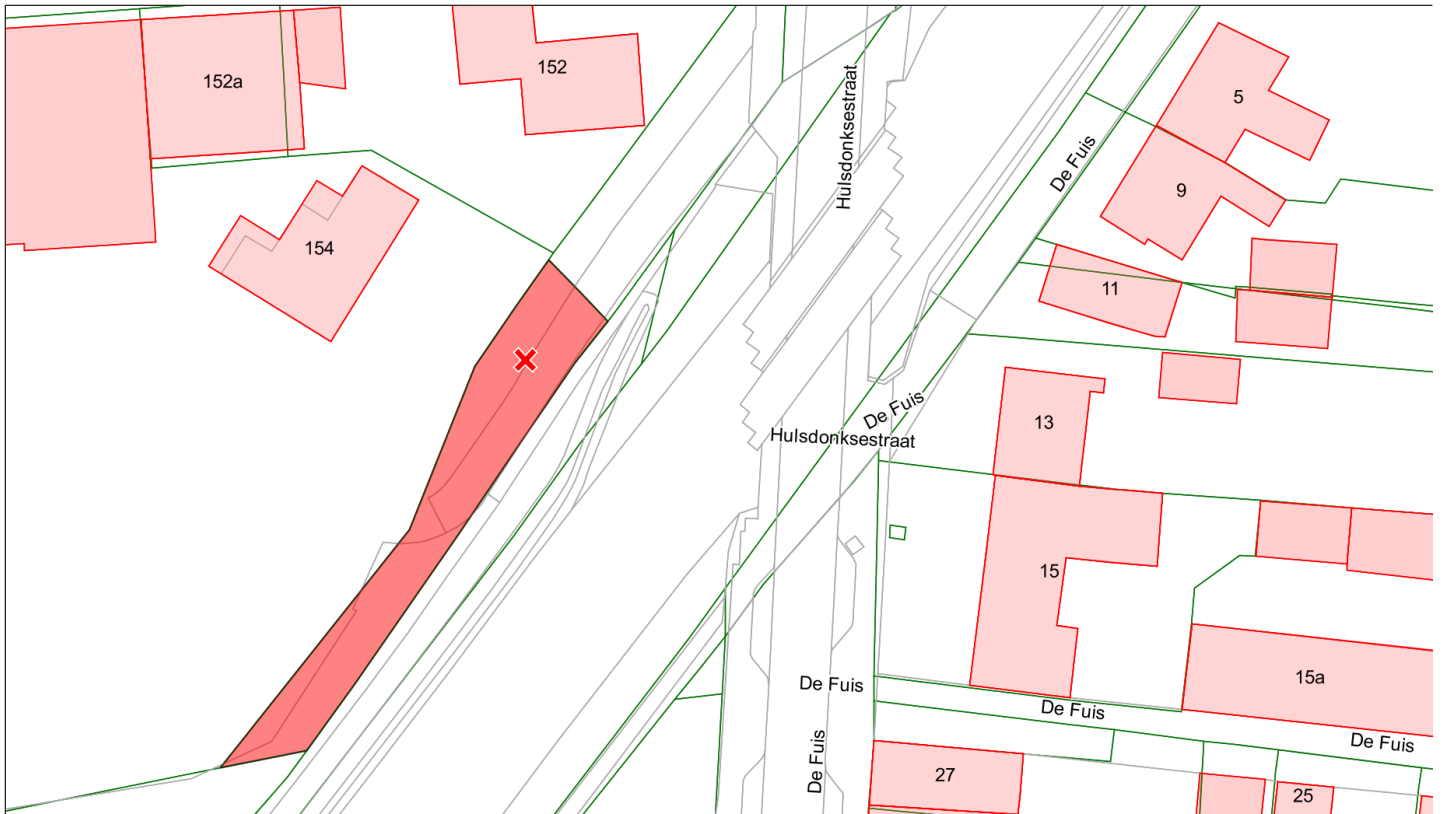 152a
152
154
Hulsdonksestraat
De Fuis
5
9
11
De Fuis
Hulsdonksestraat
13
15
15a
De Fuis
De Fuis
De Fuis
De Fuis
27
25